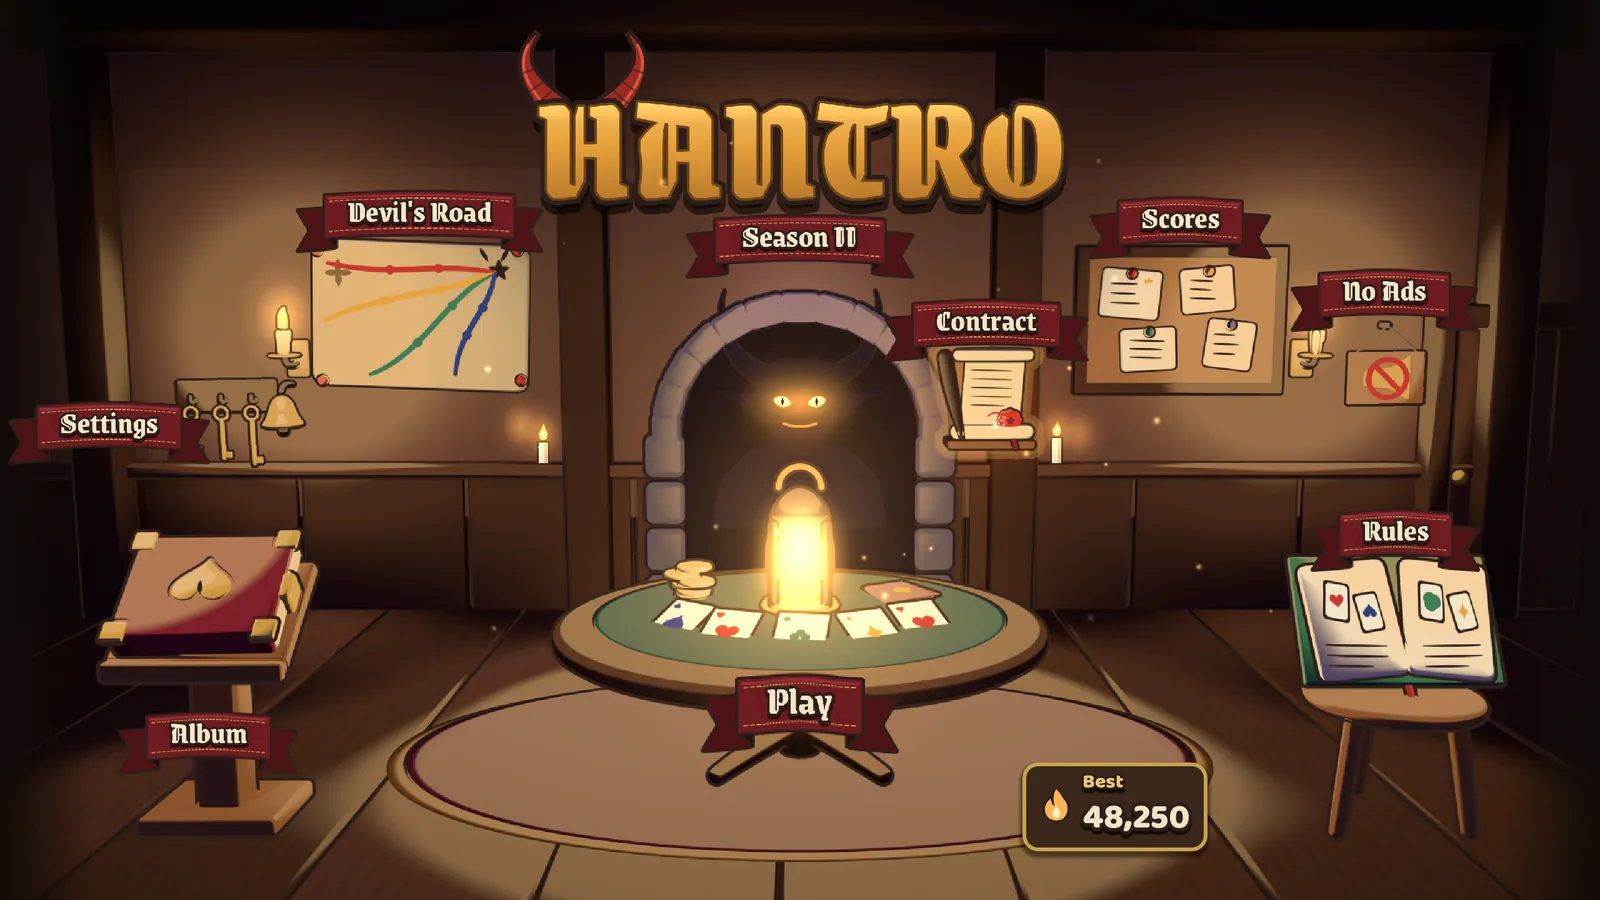 HANTRO
Devil's Road
Season II
Scores
No Ads
Contract
Settings
Rules
Play
Album
Best
48,250